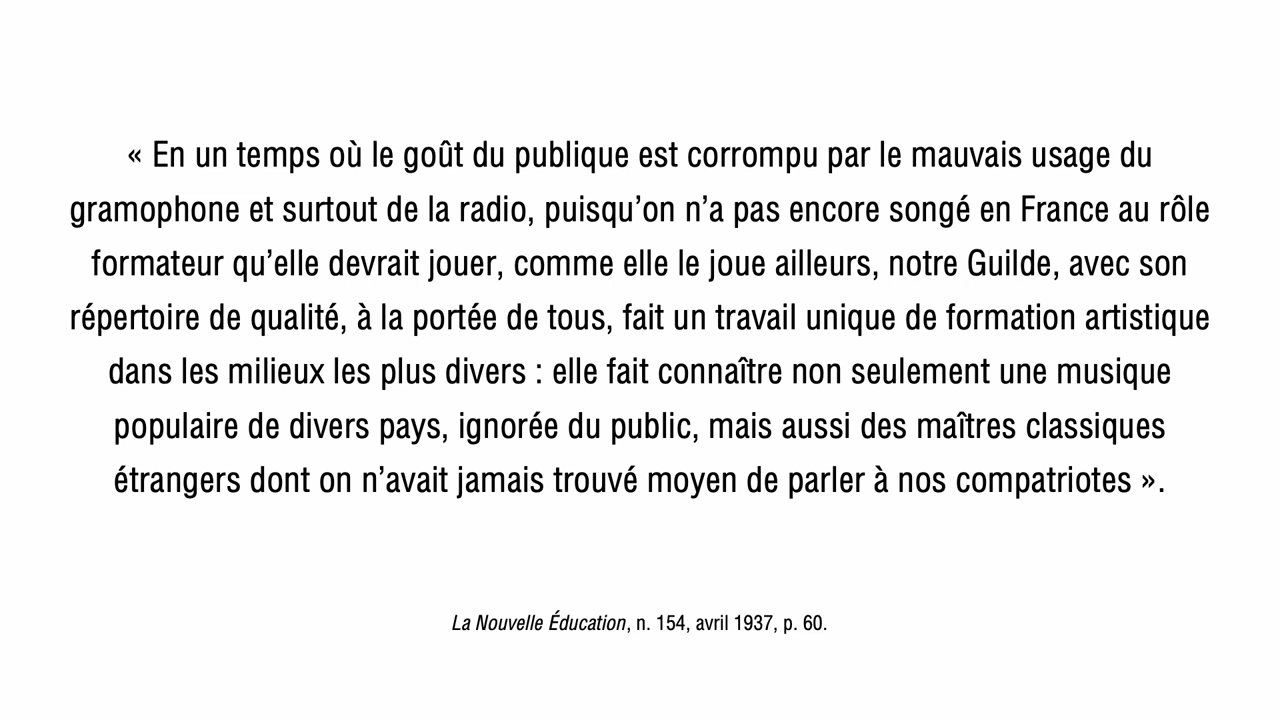 « En un temps où le goût du publique est corrompu par le mauvais usage du
gramophone et surtout de la radio, puisqu’on n’a pas encore songé en France au rôle
formateur qu’elle devrait jouer, comme elle le joue ailleurs, notre Guilde, avec son
répertoire de qualité, à la portée de tous, fait un travail unique de formation artistique
dans les milieux les plus divers : elle fait connaître non seulement une musique
populaire de divers pays, ignorée du public, mais aussi des maîtres classiques
étrangers dont on n’avait jamais trouvé moyen de parler à nos compatriotes ».
La Nouvelle Éducation, n. 154, avril 1937, p. 60.